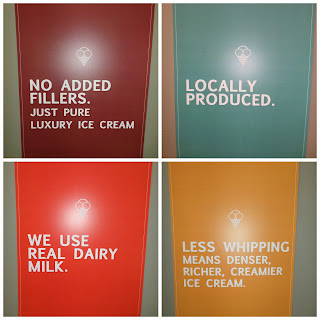 NO ADDED
FILLERS.
JUST PURE
LUXURY ICE CREAM
LOCALLY
PRODUCED.
WE USE
REAL DAIRY
MILK.
LESS WHIPPING
MEANS DENSER,
RICHER, CREAMIER
ICE CREAM.